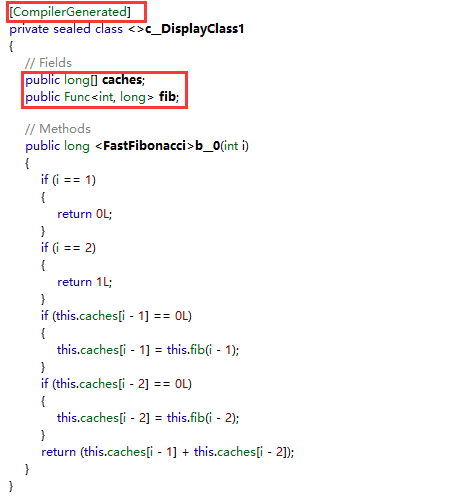 [CompilerGenerated]
private sealed class <>c__DisplayClass1
{
// Fields
public long[] caches;
public Func<int, long> fib;
// Methods
public long <FastFibonacci>b__0(int i)
{
if (i == 1)
{
return 0L;
}
if (i == 2)
{
return 1L;
}
if (this.caches[i - 1] == 0L)
{
this.caches[i - 1] = this.fib(i - 1);
}
if (this.caches[i - 2] == 0L)
{
this.caches[i - 2] = this.fib(i - 2);
}
return (this.caches[i - 1] + this.caches[i - 2]);
}
}